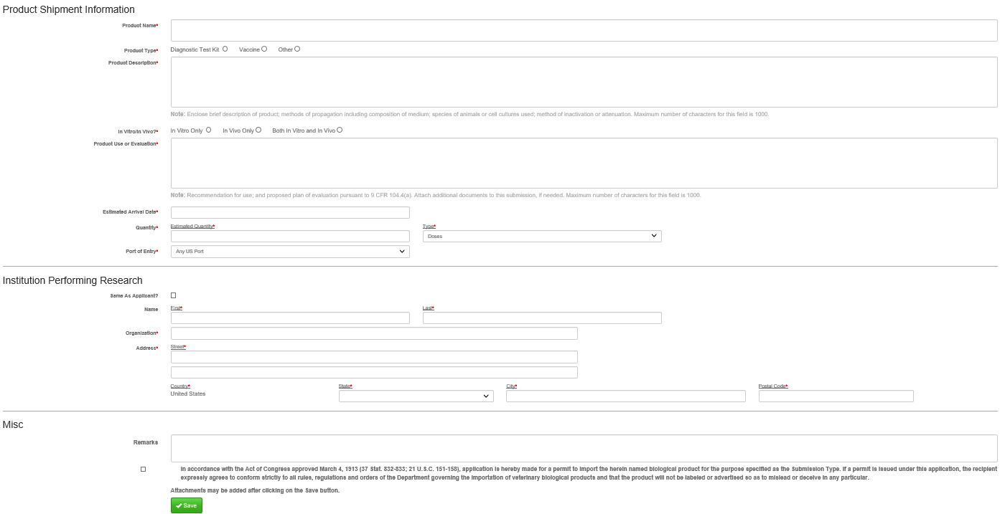 Product Shipment Information
Product Name*
Product Type* Diagnostic Test Kit Vaccine Other
Product Description*
Note: Enclose brief description of product; methods of propagation including composition of medium; species of animals or cell cultures used; method of inactivation or attenuation. Maximum number of characters for this field is 1000.
In Vitro/In Vivo?* In Vitro Only In Vivo Only Both In Vitro and In Vivo
Product Use or Evaluation*
Note: Recommendation for use; and proposed plan of evaluation pursuant to 9 CFR 104.4(a). Attach additional documents to this submission, if needed. Maximum number of characters for this field is 1000.
Estimated Arrival Date*
Quantity* Estimated Quantity* Type*
Doses
Port of Entry* Any US Port
Institution Performing Research
Same As Applicant?
Name First* Last*
Organization*
Address* Street*
Country* State* City* Postal Code*
United States
Misc
Remarks
In accordance with the Act of Congress approved March 4, 1913 (37 Stat. 832-833; 21 U.S.C. 151-158), application is hereby made for a permit to import the herein named biological product for the purpose specified as the Submission Type. If a permit is issued under this application, the recipient
expressly agrees to conform strictly to all rules, regulations and orders of the Department governing the importation of veterinary biological products and that the product will not be labeled or advertised so as to mislead or deceive in any particular.
Attachments may be added after clicking on the Save button.
Save